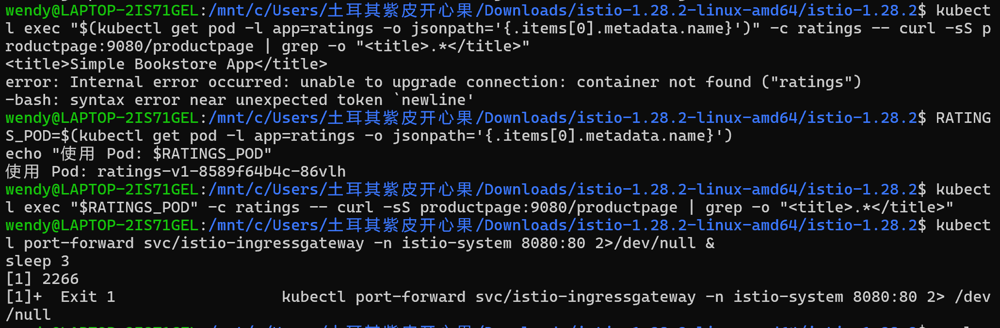 wendy@LAPTOP-2IS71GEL:/mnt/c/Users/土耳其紫皮开心果/Downloads/istio-1.28.2-linux-amd64/istio-1.28.2$ kubect
l exec "$(kubectl get pod -l app=ratings -o jsonpath='{.items[0].metadata.name}')" -c ratings -- curl -sS p
roductpage:9080/productpage | grep -o "<title>.*</title>"
<title>Simple Bookstore App</title>
error: Internal error occurred: unable to upgrade connection: container not found ("ratings")
-bash: syntax error near unexpected token `newline'
wendy@LAPTOP-2IS71GEL:/mnt/c/Users/土耳其紫皮开心果/Downloads/istio-1.28.2-linux-amd64/istio-1.28.2$ RATING
S_POD=$(kubectl get pod -l app=ratings -o jsonpath='{.items[0].metadata.name}')
echo "使用 Pod: $RATINGS_POD"
使用 Pod: ratings-v1-8589f64b4c-86vlh
wendy@LAPTOP-2IS71GEL:/mnt/c/Users/土耳其紫皮开心果/Downloads/istio-1.28.2-linux-amd64/istio-1.28.2$ kubect
l exec "$RATINGS_POD" -c ratings -- curl -sS productpage:9080/productpage | grep -o "<title>.*</title>"
wendy@LAPTOP-2IS71GEL:/mnt/c/Users/土耳其紫皮开心果/Downloads/istio-1.28.2-linux-amd64/istio-1.28.2$ kubect
l port-forward svc/istio-ingressgateway -n istio-system 8080:80 2>/dev/null &
sleep 3
[1] 2266
[1]+  Exit 1                  kubectl port-forward svc/istio-ingressgateway -n istio-system 8080:80 2> /dev
/null